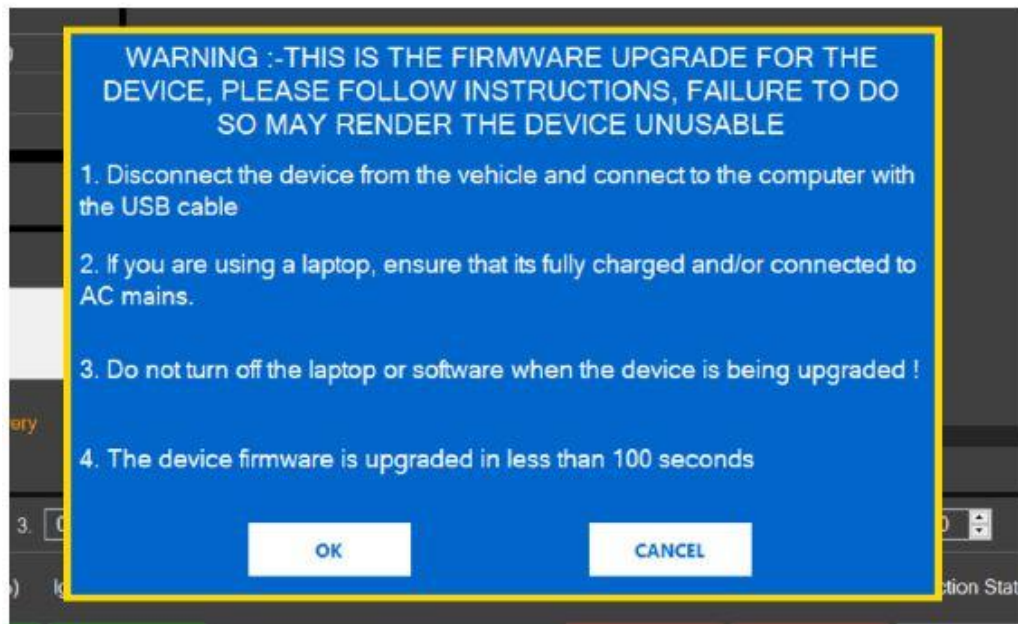 WARNING :-THIS IS THE FIRMWARE UPGRADE FOR THE
DEVICE, PLEASE FOLLOW INSTRUCTIONS, FAILURE TO DO
SO MAY RENDER THE DEVICE UNUSABLE
1. Disconnect the device from the vehicle and connect to the computer with
the USB cable
2. If you are using a laptop, ensure that its fully charged and/or connected to
AC mains.
3. Do not turn off the laptop or software when the device is being upgraded !
4. The device firmware is upgraded in less than 100 seconds
3.
OK CANCEL